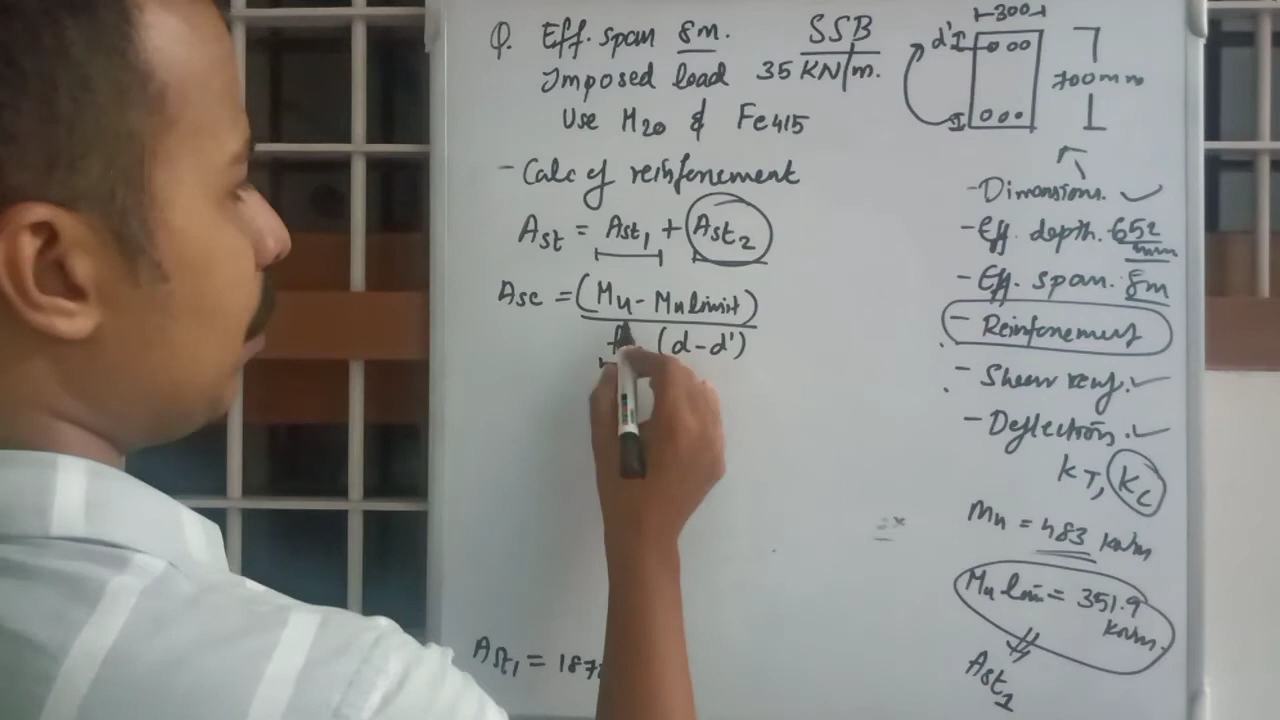 Q. Eff. span 8m. SSB
Imposed load 35 KN/m.
Use M20 & Fe415
- Calc of reinforcement
Ast = Ast1 + Ast2
Asc = (Mu - Mulimit)
(d - d')
Ast1 = 187
300
d'
700mm
- Dimensions.
- Eff. depth. 652 mm
- Eff. span. 8m
- Reinforcement
- Shear reinf.
- Deflection.
KT, Kc
Mu = 483 kNm
Mu lim = 351.9 kNm.
Ast1